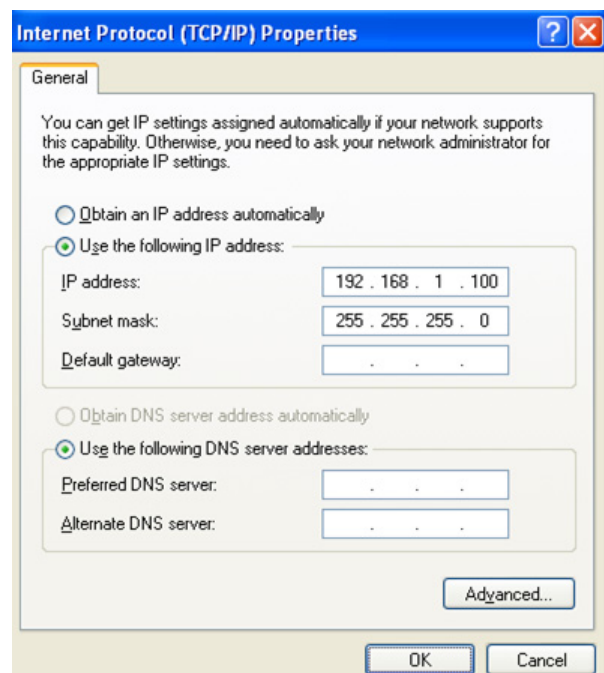 Internet Protocol (TCP/IP) Properties
General
You can get IP settings assigned automatically if your network supports
this capability. Otherwise, you need to ask your network administrator for
the appropriate IP settings.
Obtain an IP address automatically
Use the following IP address:
IP address: 192 . 168 . 1 . 100
Subnet mask: 255 . 255 . 255 . 0
Default gateway: . . .
Obtain DNS server address automatically
Use the following DNS server addresses:
Preferred DNS server: . . .
Alternate DNS server: . . .
Advanced...
OK Cancel